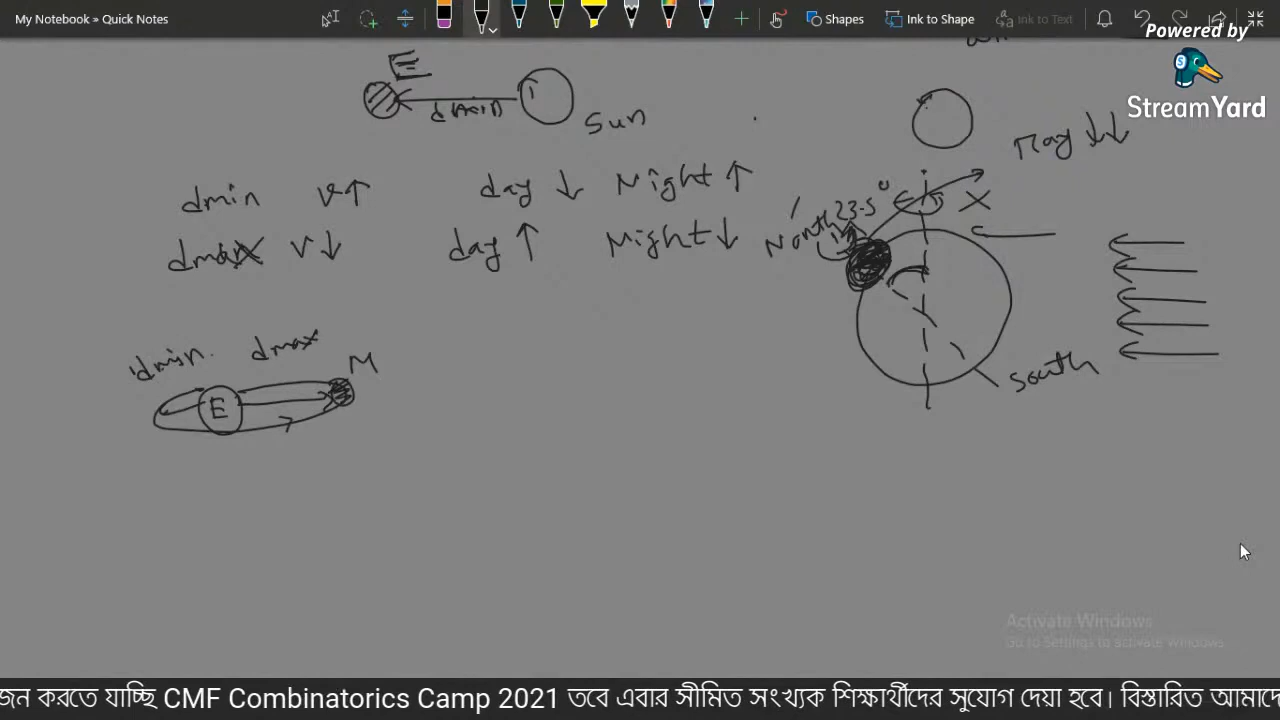 My Notebook » Quick Notes
Shapes
Ink to Shape
Ink to Text
Powered by
StreamYard
E
dmin
Sun
Ray ↓↓
dmin V↑ day ↓ Night ↑
dmax V↓ day ↑ Night ↓
North
23.5°
X
South
dmin. dmax
M
E
Activate Windows
Go to Settings to activate Windows.
জন করতে যাচ্ছি CMF Combinatorics Camp 2021 তবে এবার সীমিত সংখ্যক শিক্ষার্থীদের সুযোগ দেয়া হবে। বিস্তারিত আমাদে